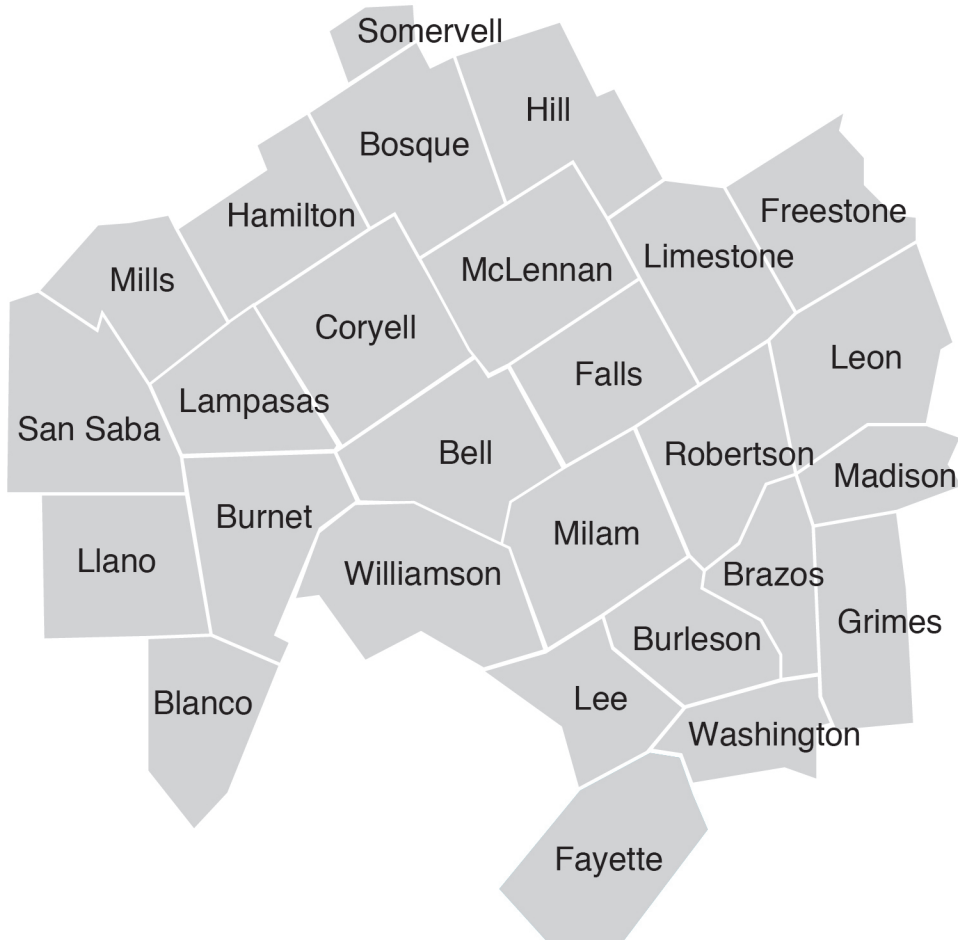 Somervell
Hill
Bosque
Freestone
Hamilton
Limestone
McLennan
Mills
Coryell
Leon
Falls
Lampasas
San Saba
Bell
Robertson
Madison
Burnet
Milam
Llano
Williamson
Brazos
Grimes
Burleson
Lee
Blanco
Washington
Fayette